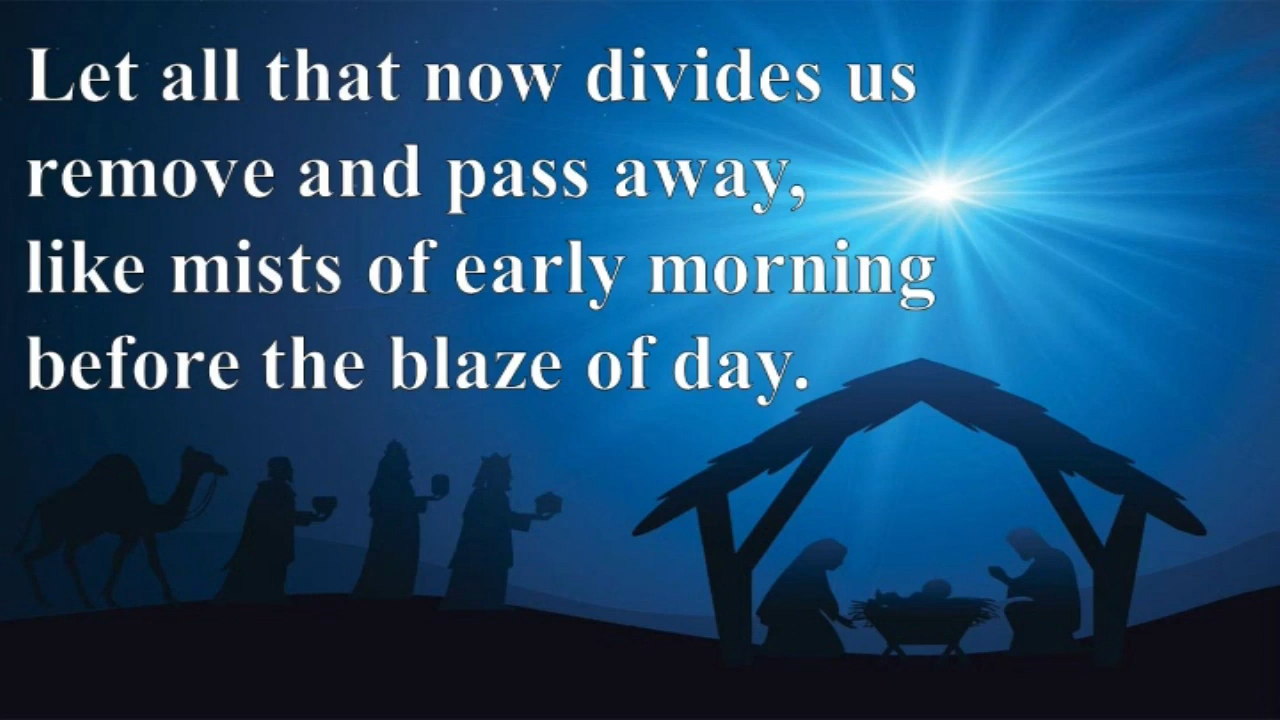 Let all that now divides us
remove and pass away,
like mists of early morning
before the blaze of day.